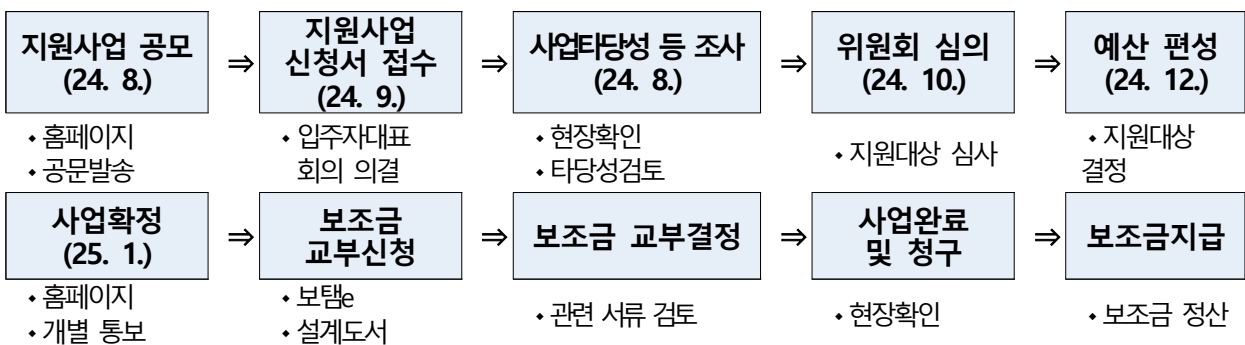 지원사업 공모
(24. 8.)
⇒
지원사업
신청서 접수
(24. 9.)
⇒
사업타당성 등 조사
(24. 8.)
⇒
위원회 심의
(24. 10.)
⇒
예산 편성
(24. 12.)
• 홈페이지
• 공문발송
• 입주자대표
회의 의결
• 현장확인
• 타당성검토
• 지원대상 심사
• 지원대상
결정
사업확정
(25. 1.)
⇒
보조금
교부신청
⇒
보조금 교부결정
⇒
사업완료
및 청구
⇒
보조금지급
• 홈페이지
• 개별 통보
• 보탬e
• 설계도서
• 관련 서류 검토
• 현장확인
• 보조금 정산